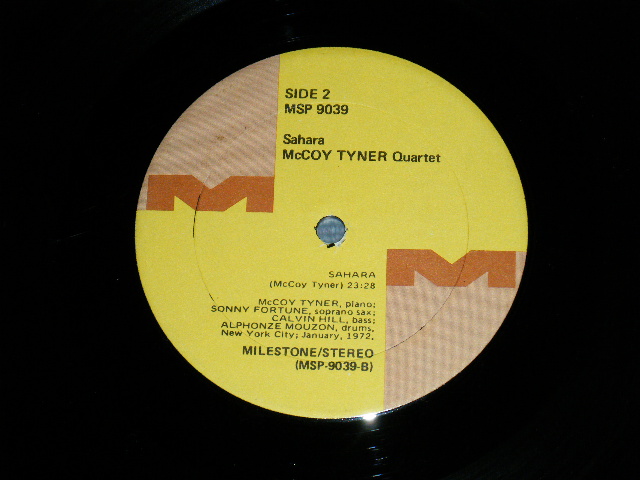 SIDE 2
MSP 9039
Sahara
McCOY TYNER Quartet
SAHARA
(McCoy Tyner) 23:28
McCOY TYNER, piano;
SONNY FORTUNE, soprano sax;
CALVIN HILL, bass;
ALPHONZE MOUZON, drums,
New York City; January, 1972.
MILESTONE/STEREO
(MSP-9039-B)